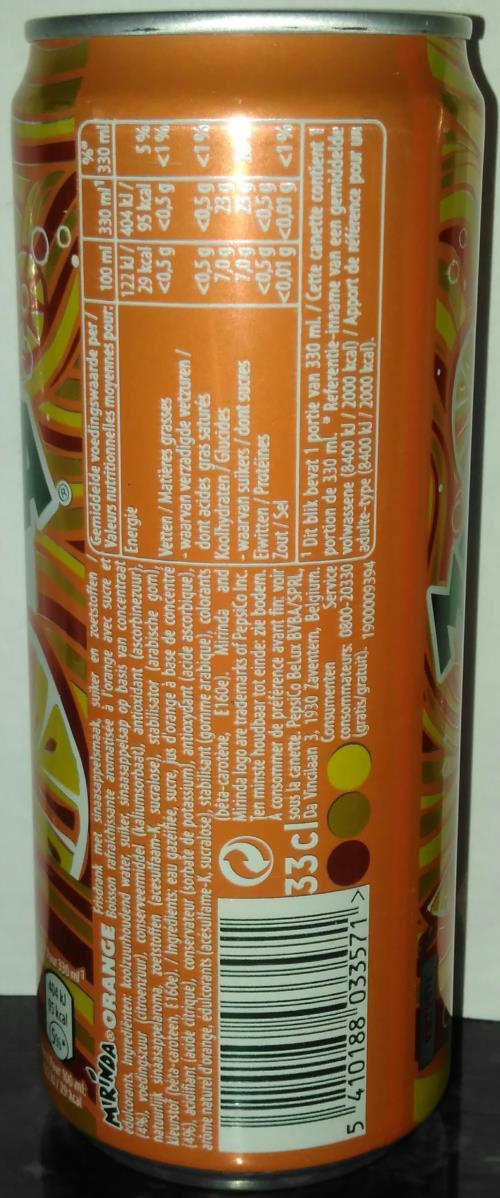 MIRINDA® ORANGE Frisdrank met sinaasappelsmaak, suiker en zoetstoffen
Boisson rafraîchissante aromatisée à l'orange avec sucre et
édulcorants. Ingrediënten: koolzuurhoudend water, suiker, sinaasappelsap op basis van concentraat
(4%), voedingszuur (citroenzuur), conserveermiddel (kaliumsorbaat), antioxidant (ascorbinezuur),
natuurlijk sinaasappelaroma, zoetstoffen (acesulfaam-K, sucralose), stabilisator (arabische gom),
kleurstof (bèta-caroteen, E160e). / Ingrédients: eau gazéifiée, sucre, jus d'orange à base de concentré
(4%), acidifiant (acide citrique), conservateur (sorbate de potassium), antioxydant (acide ascorbique),
arôme naturel d'orange, édulcorants (acésulfame-K, sucralose), stabilisant (gomme arabique), colorants
(bèta-carotène, E160e). Mirinda and
Mirinda logo are trademarks of PepsiCo Inc.
Ten minste houdbaar tot einde: zie bodem.
A consommer de préférence avant fin: voir
sous la canette. PepsiCo Belux BVBA/SPRL,
Da Vincilaan 3, 1930 Zaventem, Belgium.
Consumenten Service
consommateurs: 0800-20330
(gratis/gratuit). 1900009394
33 cl
5 410188 033571 >
Gemiddelde voedingswaarde per / 100 ml 330 ml¹ %*
Valeurs nutritionnelles moyennes pour: 330 ml
Energie 122 kJ / 404 kJ / 5 %
29 kcal 95 kcal
Vetten / Matières grasses <0,5 g <0,5 g <1 %
- waarvan verzadigde vetzuren /
dont acides gras saturés <0,5 g <0,5 g <1 %
Koolhydraten / Glucides 7,0 g 23 g
- waarvan suikers / dont sucres 7,0 g 23 g
Eiwitten / Protéines <0,5 g <0,5 g
Zout / Sel <0,01 g <0,01 g <1%
¹ Dit blik bevat 1 portie van 330 ml. / Cette canette contient 1
portion de 330 ml. * Referentie-inname van een gemiddelde
volwassene (8400 kJ / 2000 kcal) / Apport de référence pour un
adulte-type (8400 kJ / 2000 kcal).
404 kJ
95 kcal
5%*
A®